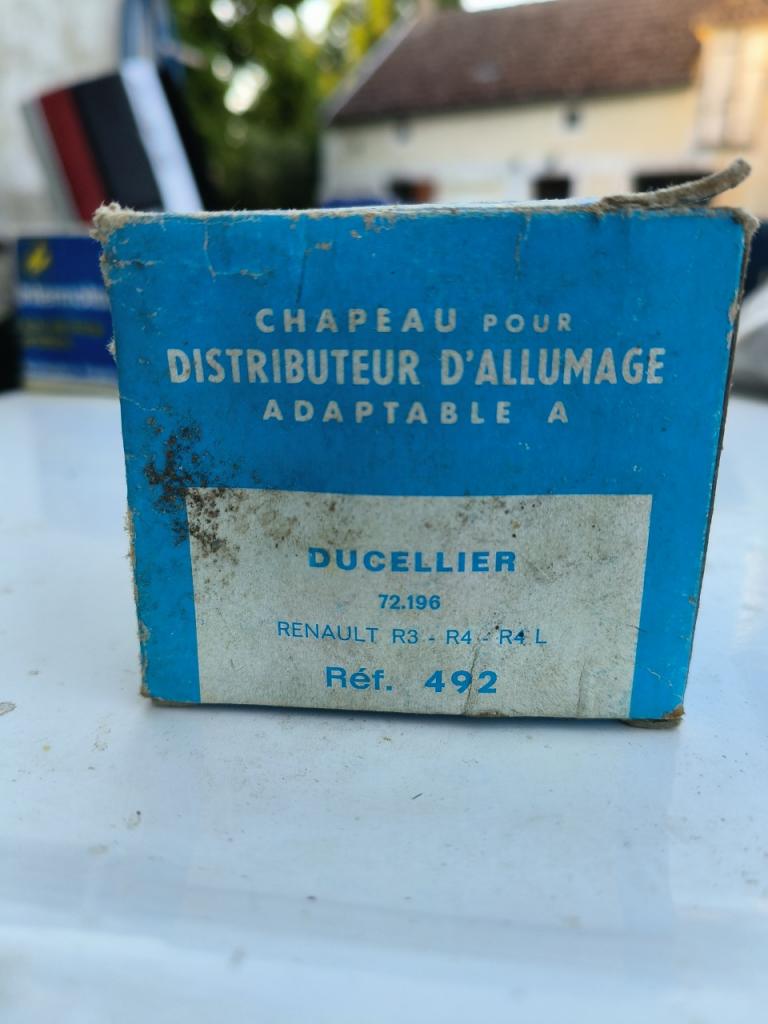 CHAPEAU POUR
DISTRIBUTEUR D'ALLUMAGE
ADAPTABLE A
DUCELLIER
72.196
RENAULT R3 - R4 - R4 L
Réf. 492